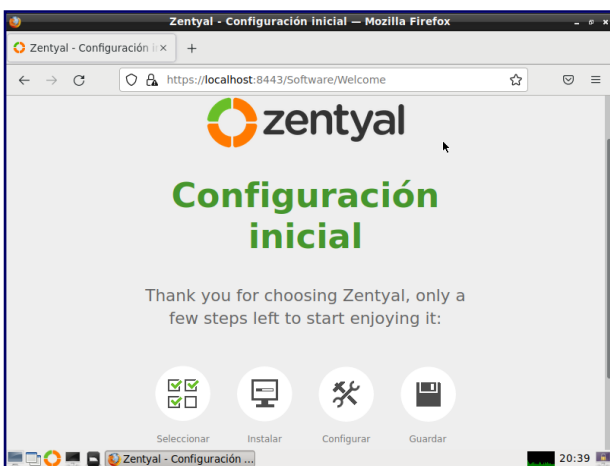 Zentyal - Configuración inicial — Mozilla Firefox
Zentyal - Configuración i
https://localhost:8443/Software/Welcome
zentyal
Configuración
inicial
Thank you for choosing Zentyal, only a
few steps left to start enjoying it:
Seleccionar Instalar Configurar Guardar
Zentyal - Configuración ... 20:39